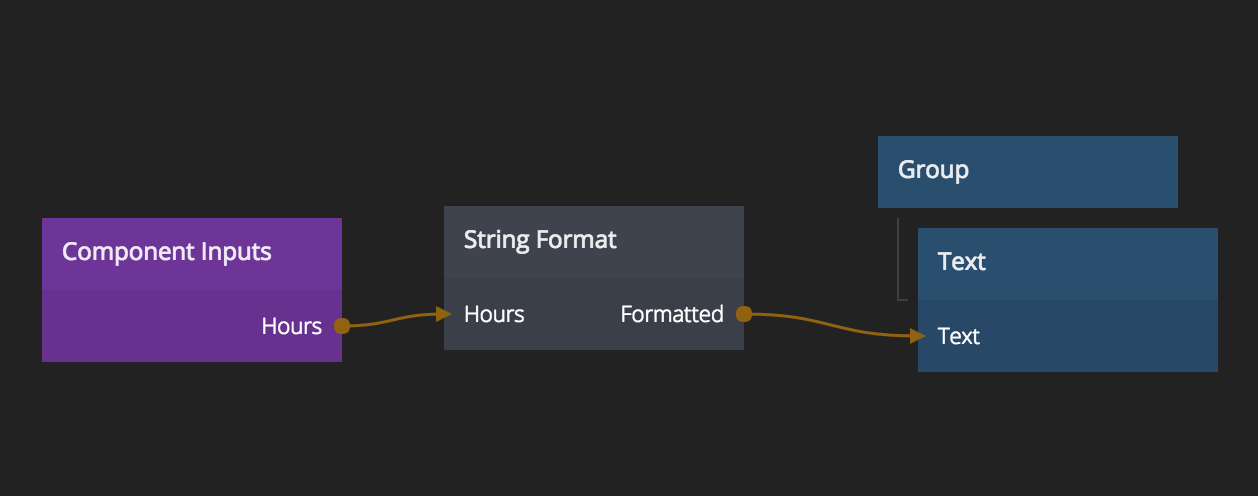 Component Inputs
Hours
String Format
Hours Formatted
Group
Text
Text